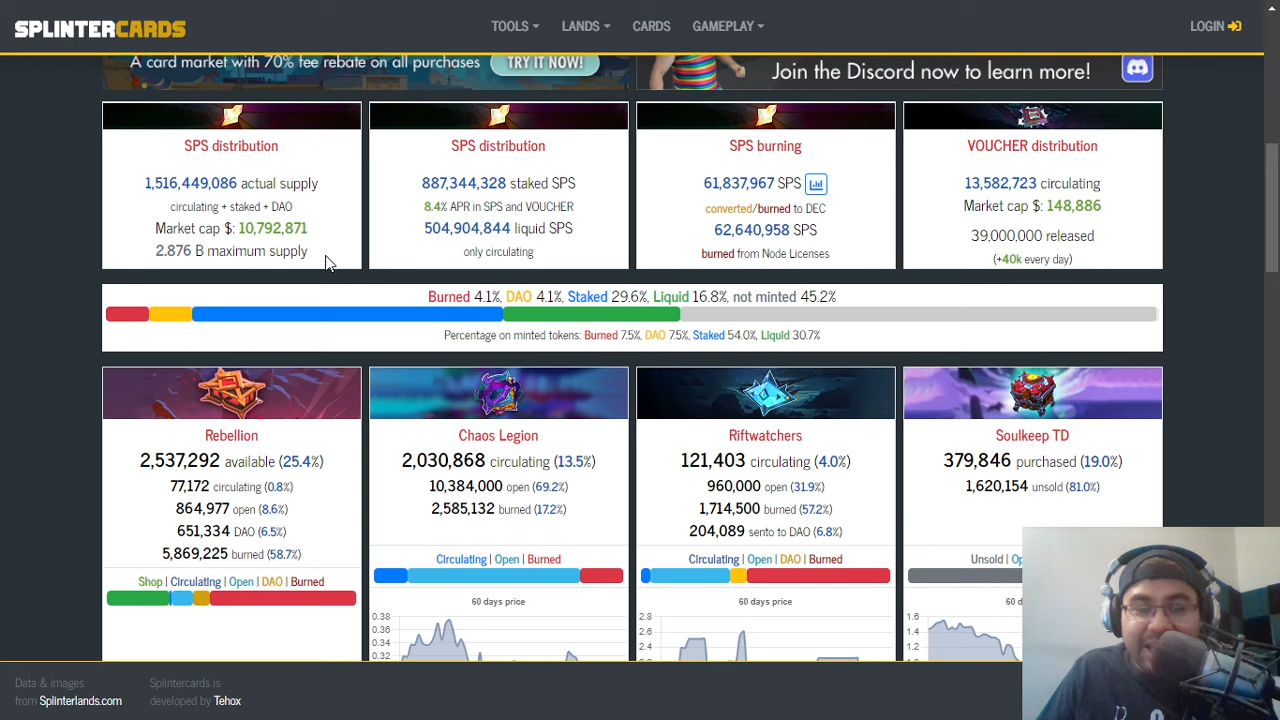 SPLINTERCARDS
TOOLS
LANDS
CARDS
GAMEPLAY
LOGIN
A card market with 70% fee rebate on all purchases
TRY IT NOW!
Join the Discord now to learn more!
SPS distribution
1,516,449,086 actual supply
circulating + staked + DAO
Market cap $: 10,792,871
2.876 B maximum supply
SPS distribution
887,344,328 staked SPS
8.4% APR in SPS and VOUCHER
504,904,844 liquid SPS
only circulating
SPS burning
61,837,967 SPS
converted/burned to DEC
62,640,958 SPS
burned from Node Licenses
VOUCHER distribution
13,582,723 circulating
Market cap $: 148,886
39,000,000 released
(+40k every day)
Burned 4.1%, DAO 4.1%, Staked 29.6%, Liquid 16.8%, not minted 45.2%
Percentage on minted tokens: Burned 7.5%, DAO 7.5%, Staked 54.0%, Liquid 30.7%
Rebellion
2,537,292 available (25.4%)
77,172 circulating (0.8%)
864,977 open (8.6%)
651,334 DAO (6.5%)
5,869,225 burned (58.7%)
Shop | Circulating | Open | DAO | Burned
Chaos Legion
2,030,868 circulating (13.5%)
10,384,000 open (69.2%)
2,585,132 burned (17.2%)
Circulating | Open | Burned
60 days price
0.38
0.36
0.34
0.32
Riftwatchers
121,403 circulating (4.0%)
960,000 open (31.9%)
1,714,500 burned (57.2%)
204,089 sento to DAO (6.8%)
Circulating | Open | DAO | Burned
60 days price
2.8
2.6
2.4
Soulkeep TD
379,846 purchased (19.0%)
1,620,154 unsold (81.0%)
Unsold |
60 d
1.6
1.4
1.2
Data & images
from Splinterlands.com
Splintercards is
developed by Tehox